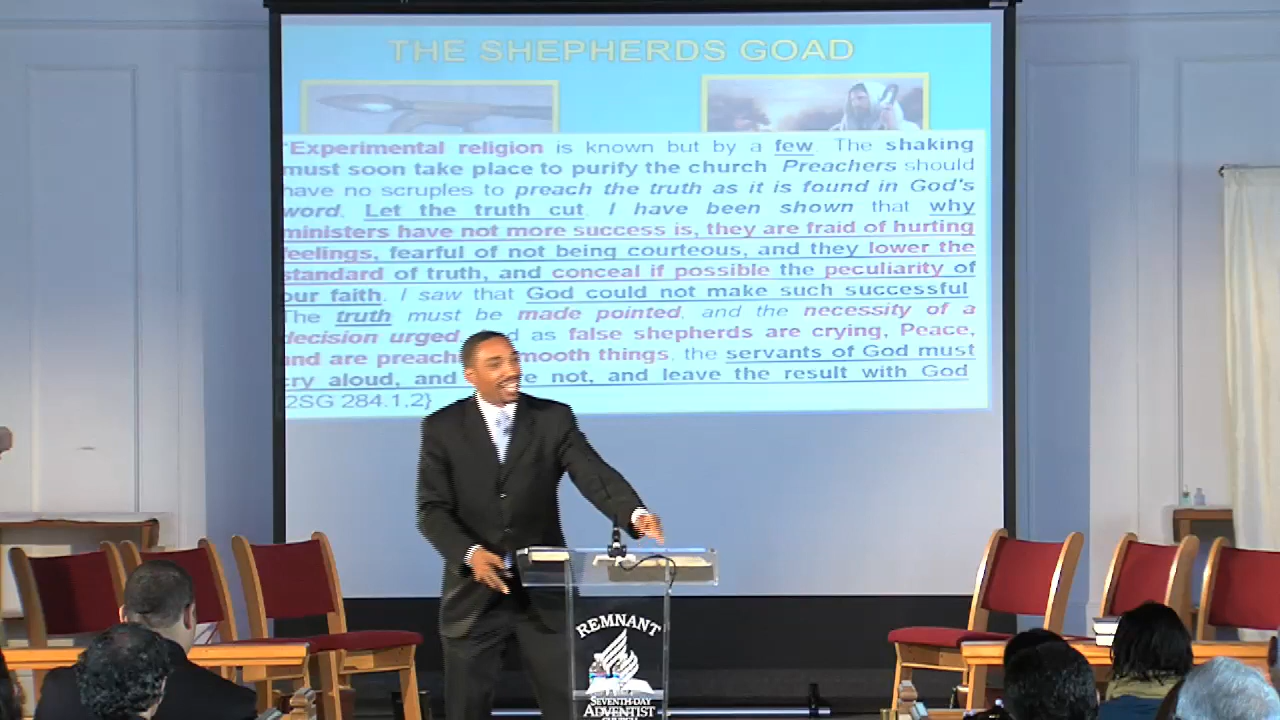 THE SHEPHERDS GOAD
"Experimental religion is known but by a few. The shaking
must soon take place to purify the church Preachers should
have no scruples to preach the truth as it is found in God's
word. Let the truth cut. I have been shown that why
ministers have not more success is, they are fraid of hurting
feelings, fearful of not being courteous, and they lower the
standard of truth, and conceal if possible the peculiarity of
our faith. I saw that God could not make such successful
The truth must be made pointed, and the necessity of a
decision urged. as false shepherds are crying, Peace,
and are smooth things, the servants of God must
cry aloud, and not, and leave the result with God
2SG 284.1,2}
REMNANT
SEVENTH-DAY
ADVENTIST
CHURCH